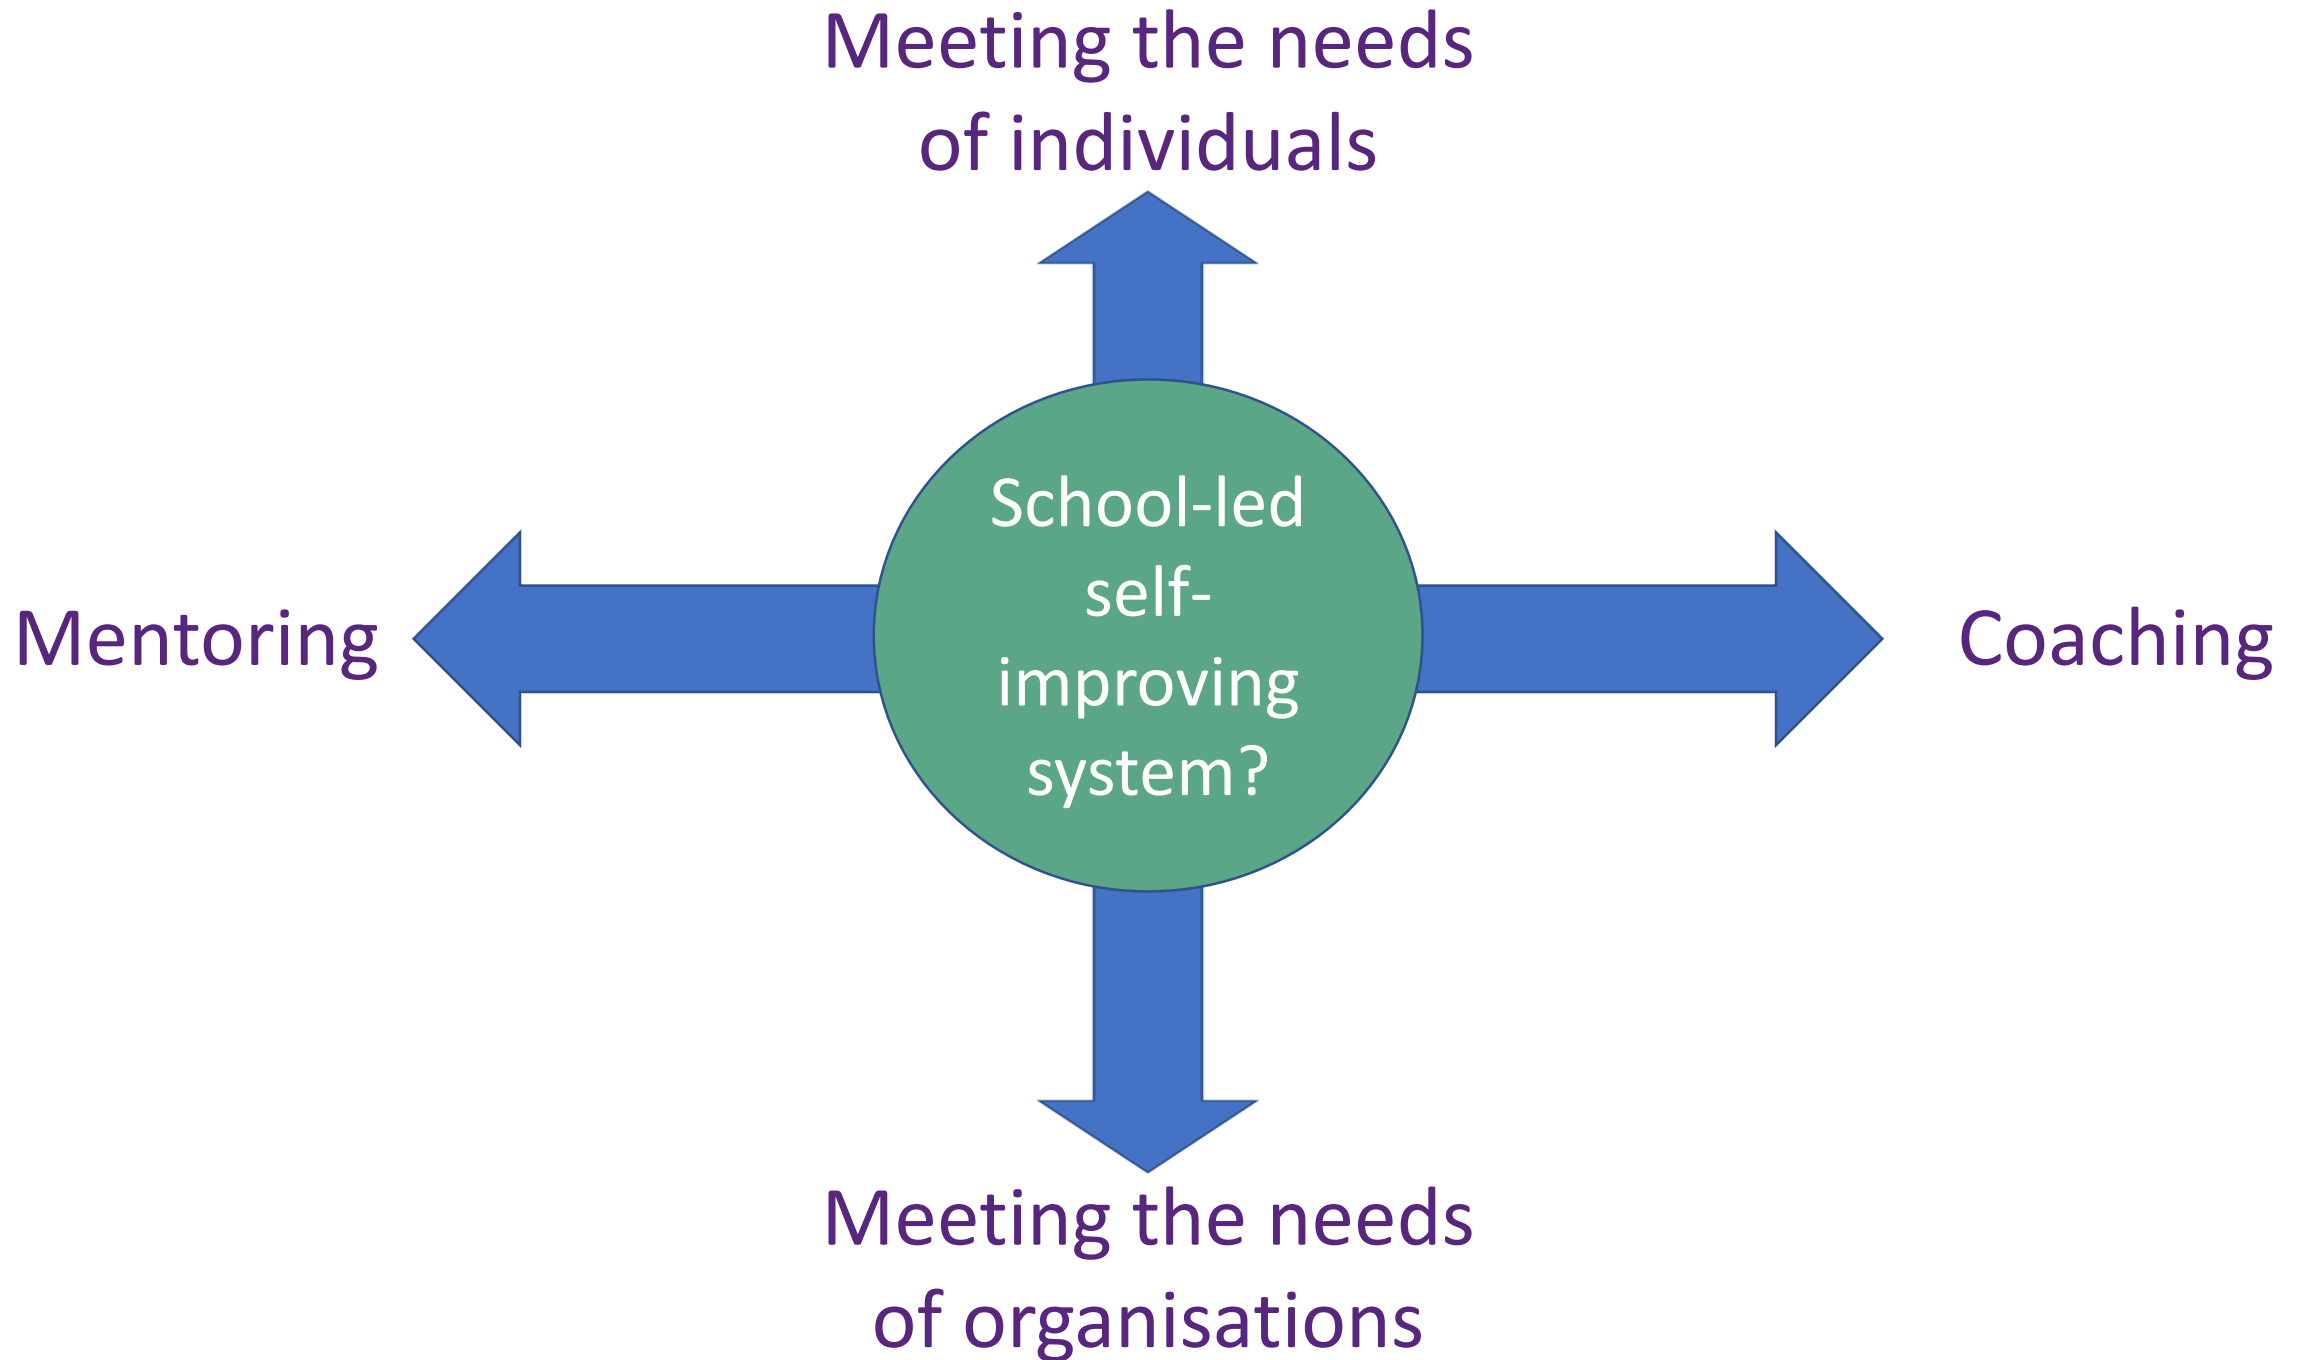 Meeting the needs
of individuals
School-led
self-
improving
system?
Mentoring
Coaching
Meeting the needs
of organisations